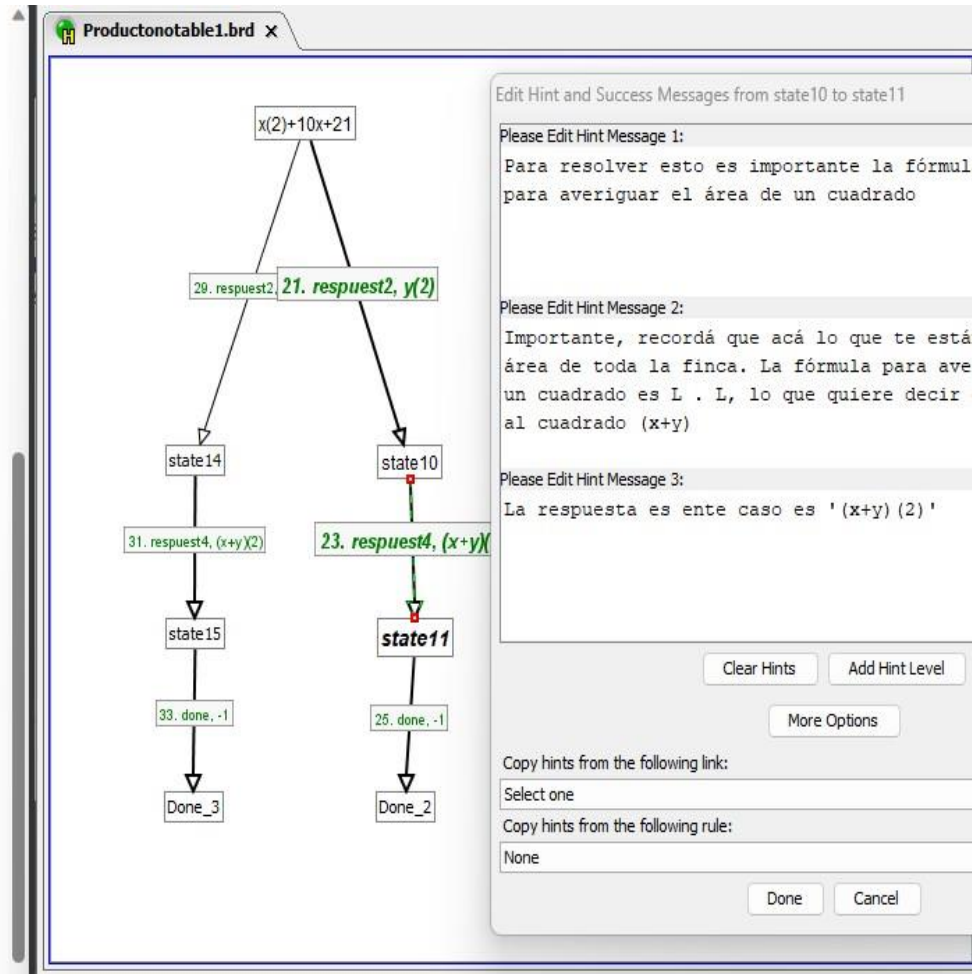 Productonotable1.brd
x(2)+10x+21
29. respuest2,
21. respuest2, y(2)
state14
state10
31. respuest4, (x+y)(2)
23. respuest4, (x+y)(
state15
state11
33. done, -1
25. done, -1
Done_3
Done_2
Edit Hint and Success Messages from state10 to state11
Please Edit Hint Message 1:
Para resolver esto es importante la fórmul
para averiguar el área de un cuadrado
Please Edit Hint Message 2:
Importante, recordá que acá lo que te está
área de toda la finca. La fórmula para ave
un cuadrado es L . L, lo que quiere decir
al cuadrado (x+y)
Please Edit Hint Message 3:
La respuesta es ente caso es '(x+y)(2)'
Clear Hints
Add Hint Level
More Options
Copy hints from the following link:
Select one
Copy hints from the following rule:
None
Done
Cancel